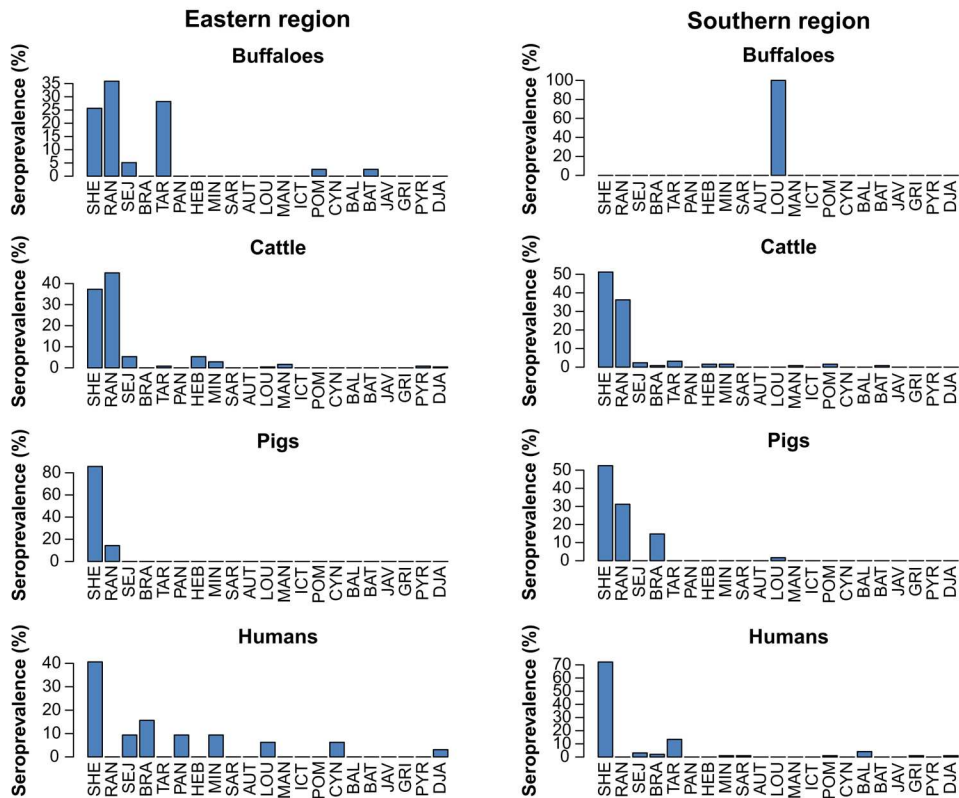 Eastern region
Buffaloes
Seroprevalence (%)
35
30
25
20
15
10
5
0
SHE RAN SEJ BRA TAR PAN HEB MIN SAR AUT LOU MAN ICT POM CYN BAL BAT JAV GRI PYR DJA
Cattle
Seroprevalence (%)
40
30
20
10
0
SHE RAN SEJ BRA TAR PAN HEB MIN SAR AUT LOU MAN ICT POM CYN BAL BAT JAV GRI PYR DJA
Pigs
Seroprevalence (%)
80
60
40
20
0
SHE RAN SEJ BRA TAR PAN HEB MIN SAR AUT LOU MAN ICT POM CYN BAL BAT JAV GRI PYR DJA
Humans
Seroprevalence (%)
40
30
20
10
0
SHE RAN SEJ BRA TAR PAN HEB MIN SAR AUT LOU MAN ICT POM CYN BAL BAT JAV GRI PYR DJA
Southern region
Buffaloes
Seroprevalence (%)
100
80
60
40
20
0
SHE RAN SEJ BRA TAR PAN HEB MIN SAR AUT LOU MAN ICT POM CYN BAL BAT JAV GRI PYR DJA
Cattle
Seroprevalence (%)
50
40
30
20
10
0
SHE RAN SEJ BRA TAR PAN HEB MIN SAR AUT LOU MAN ICT POM CYN BAL BAT JAV GRI PYR DJA
Pigs
Seroprevalence (%)
50
40
30
20
10
0
SHE RAN SEJ BRA TAR PAN HEB MIN SAR AUT LOU MAN ICT POM CYN BAL BAT JAV GRI PYR DJA
Humans
Seroprevalence (%)
70
60
50
40
30
20
10
0
SHE RAN SEJ BRA TAR PAN HEB MIN SAR AUT LOU MAN ICT POM CYN BAL BAT JAV GRI PYR DJA